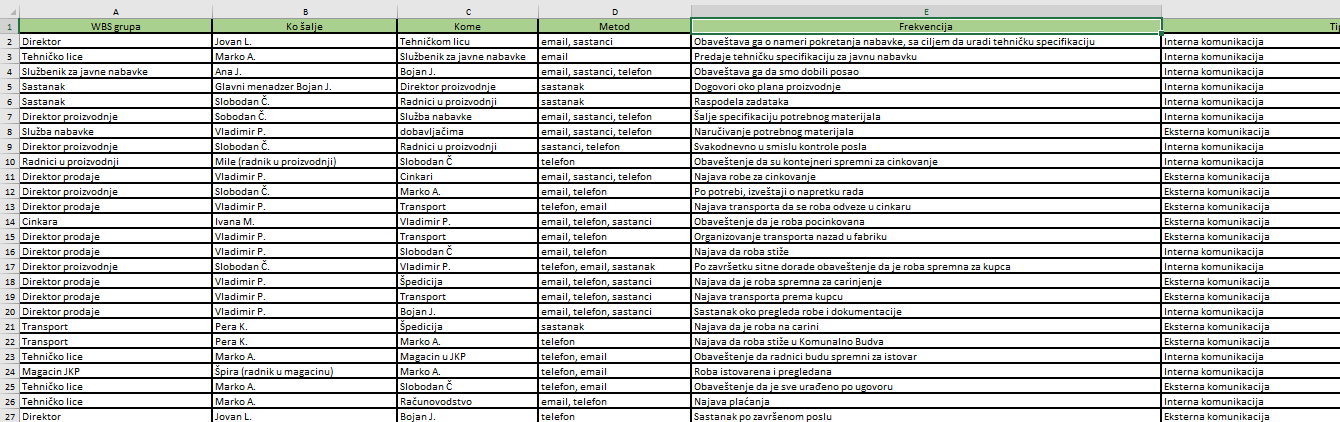 A B C D E
1 WBS grupa Ko šalje Kome Metod Frekvencija Tip
2 Direktor Jovan L. Tehničkom licu email, sastanci Obaveštava ga o nameri pokretanja nabavke, sa ciljem da uradi tehničku specifikaciju Interna komunikacija
3 Tehničko lice Marko A. Službenik za javne nabavke email Predaje tehničku specifikaciju za javnu nabavku Interna komunikacija
4 Službenik za javne nabavke Ana J. Bojan J. email, sastanci, telefon Obaveštava ga da smo dobili posao Interna komunikacija
5 Sastanak Glavni menadzer Bojan J. Direktor proizvodnje sastanak Dogovori oko plana proizvodnje Interna komunikacija
6 Sastanak Slobodan Č. Radnici u proizvodnji sastanak Raspodela zadataka Interna komunikacija
7 Direktor proizvodnje Sobodan Č. Služba nabavke email, sastanci, telefon Šalje specifikaciju potrebnog materijala Interna komunikacija
8 Služba nabavke Vladimir P. dobavljačima email, sastanci, telefon Naručivanje potrebnog materijala Eksterna komunikacija
9 Direktor proizvodnje Slobodan Č. Radnici u proizvodnji sastanci, telefon Svakodnevno u smislu kontrole posla Interna komunikacija
10 Radnici u proizvodnji Mile (radnik u proizvodnji) Slobodan Č telefon Obaveštenje da su kontejneri spremni za cinkovanje Interna komunikacija
11 Direktor prodaje Vladimir P. Cinkari email, sastanci, telefon Najava robe za cinkovanje Eksterna komunikacija
12 Direktor proizvodnje Slobodan Č. Marko A. email, telefon Po potrebi, izveštaji o napretku rada Eksterna komunikacija
13 Direktor prodaje Vladimir P. Transport telefon, email Najava transporta da se roba odveze u cinkaru Eksterna komunikacija
14 Cinkara Ivana M. Vladimir P. email, telefon, sastanci Obaveštenje da je roba pocinkovana Eksterna komunikacija
15 Direktor prodaje Vladimir P. Transport email, telefon Organizovanje transporta nazad u fabriku Eksterna komunikacija
16 Direktor prodaje Vladimir P. Slobodan Č email, telefon Najava da roba stiže Interna komunikacija
17 Direktor proizvodnje Slobodan Č. Vladimir P. telefon, email, sastanak Po završetku sitne dorade obaveštenje da je roba spremna za kupca Interna komunikacija
18 Direktor prodaje Vladimir P. Špedicija email, telefon, sastanci Najava da je roba spremna za carinjenje Eksterna komunikacija
19 Direktor prodaje Vladimir P. Transport email, telefon, sastanci Najava transporta prema kupcu Eksterna komunikacija
20 Direktor prodaje Vladimir P. Bojan J. email, telefon, sastanci Sastanak oko pregleda robe i dokumentacije Interna komunikacija
21 Transport Pera K. Špedicija sastanak Najava da je roba na carini Eksterna komunikacija
22 Transport Pera K. Marko A. telefon Najava da roba stiže u Komunalno Budva Eksterna komunikacija
23 Tehničko lice Marko A. Magacin u JKP telefon, email Obaveštenje da radnici budu spremni za istovar Interna komunikacija
24 Magacin JKP Špira (radnik u magacinu) Marko A. telefon, email Roba istovarena i pregledana Interna komunikacija
25 Tehničko lice Marko A. Slobodan Č telefon, email Obaveštenje da je sve urađeno po ugovoru Eksterna komunikacija
26 Tehničko lice Marko A. Računovodstvo email, telefon Najava plaćanja Interna komunikacija
27 Direktor Jovan L. Bojan J. telefon Sastanak po završenom poslu Eksterna komunikacija